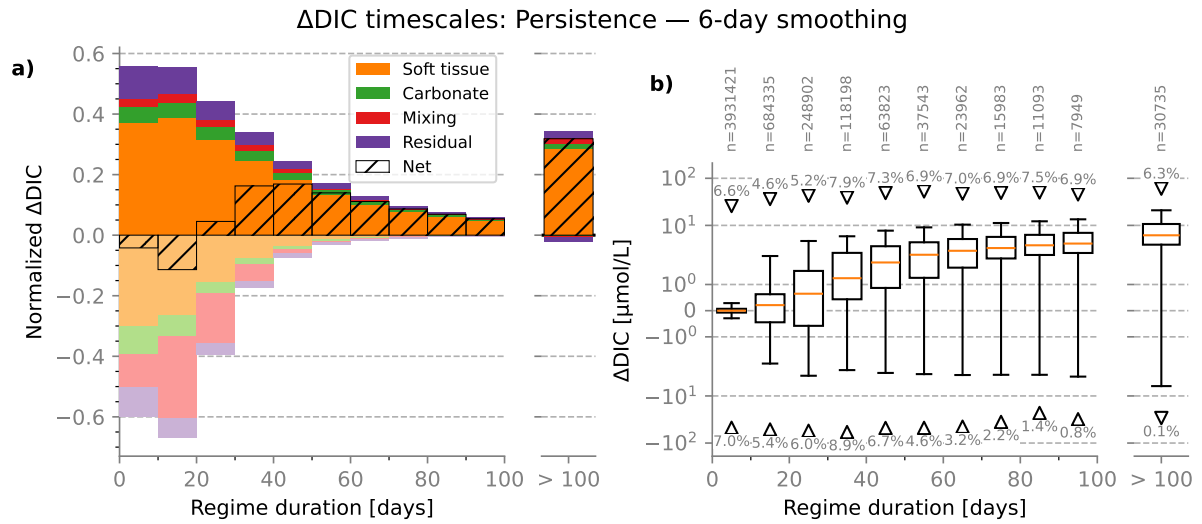 ΔDIC timescales: Persistence — 6-day smoothing
a)
Normalized ΔDIC
0.6
0.4
0.2
0.0
−0.2
−0.4
−0.6
Soft tissue
Carbonate
Mixing
Residual
Net
0
20
40
60
80
100
> 100
Regime duration [days]
b)
n=3931421
n=684335
n=248902
n=118198
n=63823
n=37543
n=23962
n=15983
n=11093
n=7949
n=30735
ΔDIC [μmol/L]
10²
10¹
10⁰
0
−10⁰
−10¹
−10²
6.6%
4.6%
5.2%
7.9%
7.3%
6.9%
7.0%
6.9%
7.5%
6.9%
6.3%
7.0%
5.4%
6.0%
8.9%
6.7%
4.6%
3.2%
2.2%
1.4%
0.8%
0.1%
0
20
40
60
80
100
> 100
Regime duration [days]